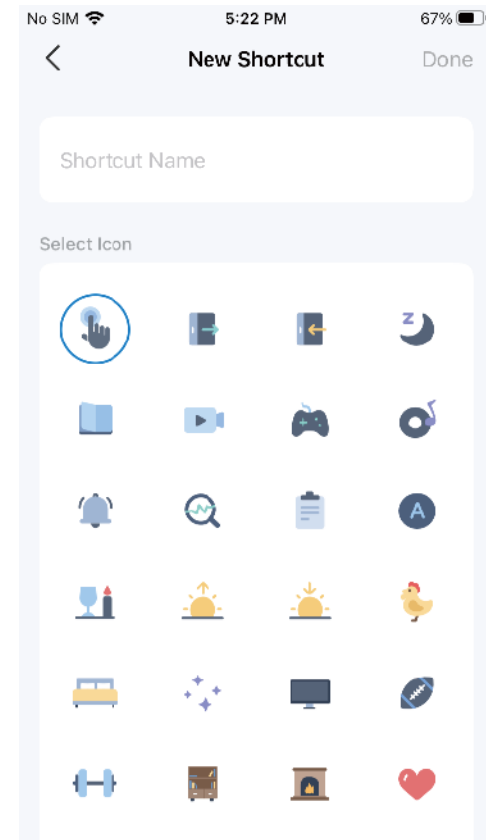 No SIM 5:22 PM 67%
New Shortcut Done
Shortcut Name
Select Icon
z
A